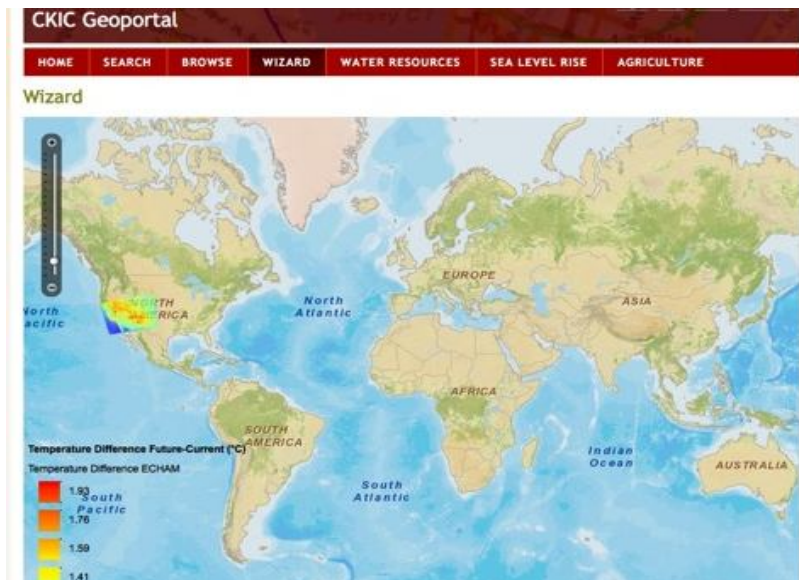 CKIC Geoportal
HOME SEARCH BROWSE WIZARD WATER RESOURCES SEA LEVEL RISE AGRICULTURE
Wizard
EUROPE
North
Atlantic
ASIA
North
Pacific
NORTH
AMERICA
AFRICA
SOUTH
AMERICA
Indian
Ocean
AUSTRALIA
South
Atlantic
South
Pacific
Temperature Difference Future-Current (°C)
Temperature Difference ECHAM
1.93
1.76
1.59
1.41